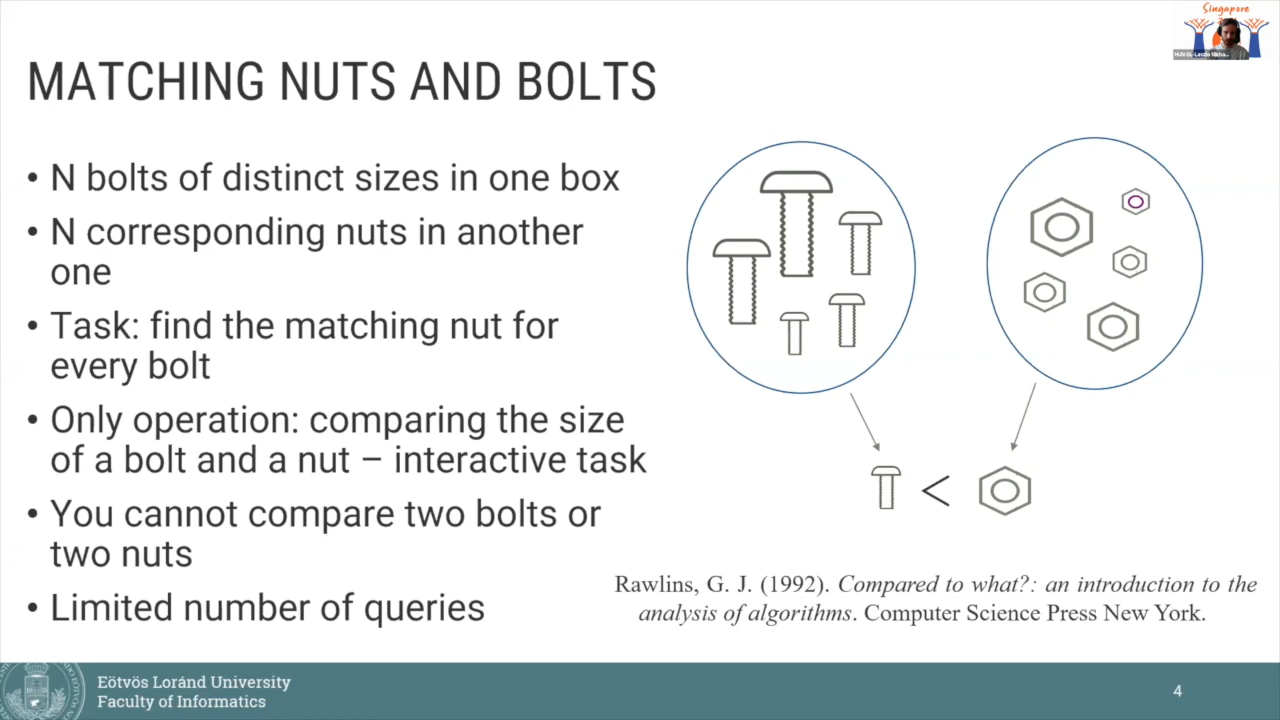 Singapore
MATCHING NUTS AND BOLTS
• N bolts of distinct sizes in one box
• N corresponding nuts in another
one
• Task: find the matching nut for
every bolt
• Only operation: comparing the size
of a bolt and a nut – interactive task
• You cannot compare two bolts or
two nuts
• Limited number of queries
<
Rawlins, G. J. (1992). Compared to what?: an introduction to the
analysis of algorithms. Computer Science Press New York.
Eötvös Loránd University
Faculty of Informatics
4